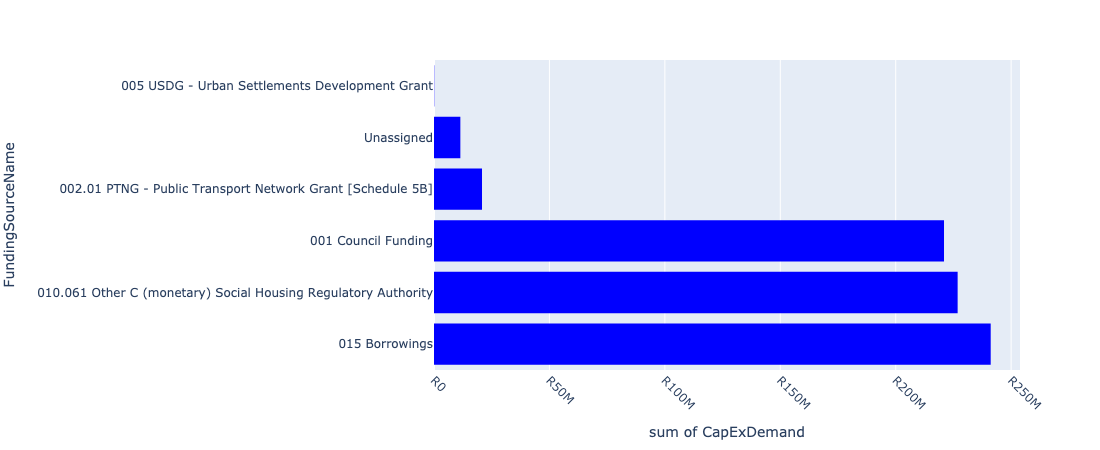 005 USDG - Urban Settlements Development Grant
Unassigned
002.01 PTNG - Public Transport Network Grant [Schedule 5B]
001 Council Funding
010.061 Other C (monetary) Social Housing Regulatory Authority
015 Borrowings
FundingSourceName
R0
R50M
R100M
R150M
R200M
R250M
sum of CapExDemand